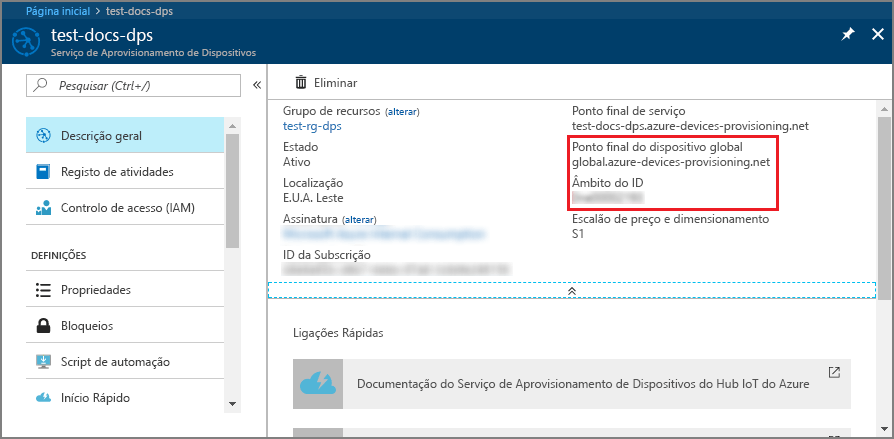 Página inicial > test-docs-dps
test-docs-dps
Serviço de Aprovisionamento de Dispositivos
Pesquisar (Ctrl+/)
Descrição geral
Registo de atividades
Controlo de acesso (IAM)
DEFINIÇÕES
Propriedades
Bloqueios
Script de automação
Início Rápido
Eliminar
Grupo de recursos (alterar)
test-rg-dps
Estado
Ativo
Localização
E.U.A. Leste
Assinatura (alterar)
ID da Subscrição
Ponto final de serviço
test-docs-dps.azure-devices-provisioning.net
Ponto final do dispositivo global
global.azure-devices-provisioning.net
Âmbito do ID
Escalão de preço e dimensionamento
S1
Ligações Rápidas
Documentação do Serviço de Aprovisionamento de Dispositivos do Hub IoT do Azure